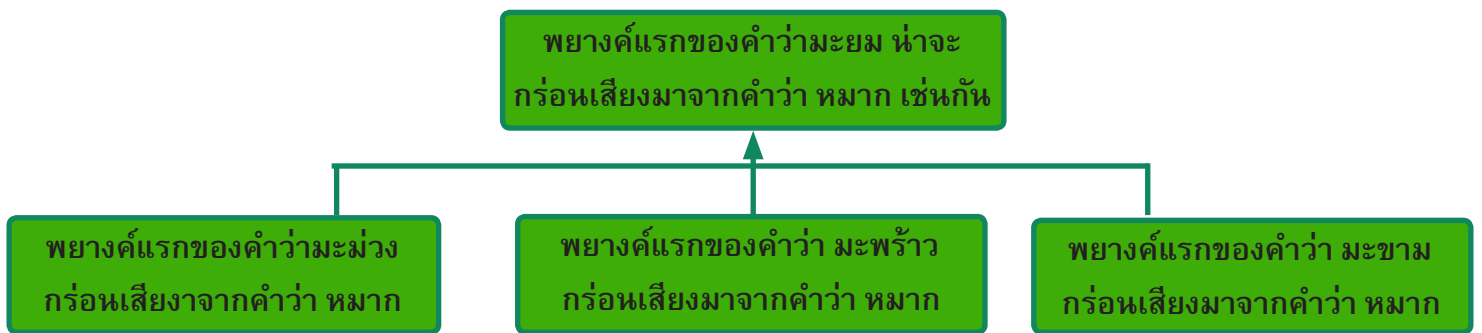 พยางค์แรกของคำว่ามะยม น่าจะ
กร่อนเสียงมาจากคำว่า หมาก เช่นกัน
พยางค์แรกของคำว่ามะม่วง
กร่อนเสียงาจากคำว่า หมาก
พยางค์แรกของคำว่า มะพร้าว
กร่อนเสียงมาจากคำว่า หมาก
พยางค์แรกของคำว่า มะขาม
กร่อนเสียงมาจากคำว่า หมาก